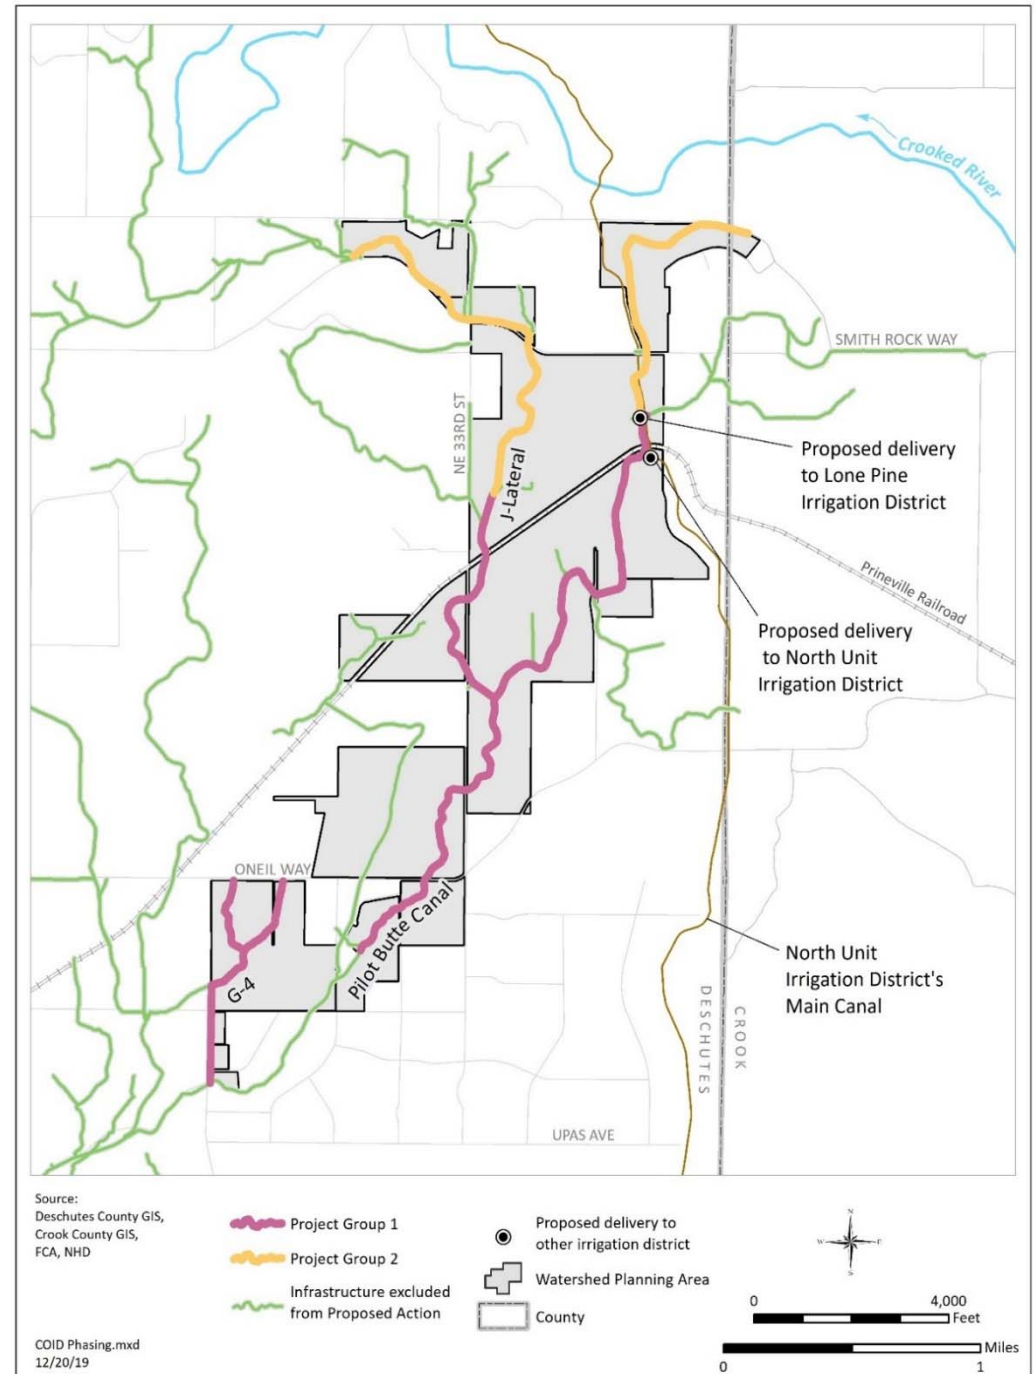 Crooked River
SMITH ROCK WAY
NE 33RD ST
J-Lateral
Proposed delivery
to Lone Pine
Irrigation District
Prineville Railroad
Proposed delivery
to North Unit
Irrigation District
ONEIL WAY
Pilot Butte Canal
G-4
North Unit
Irrigation District's
Main Canal
DESCHUTES
CROOK
UPAS AVE
Source:
Deschutes County GIS,
Crook County GIS,
FCA, NHD
COID Phasing.mxd
12/20/19
Project Group 1
Project Group 2
Infrastructure excluded
from Proposed Action
Proposed delivery to
other irrigation district
Watershed Planning Area
County
N
W
E
S
0 4,000
Feet
Miles
0 1